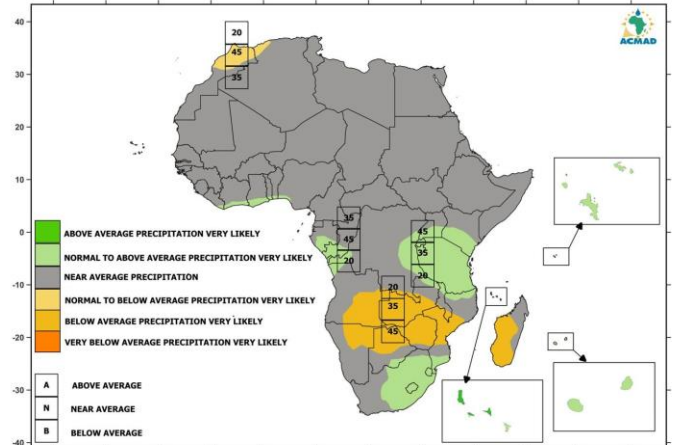 40
30
20
10
0
-10
-20
-30
-40
ACMAD
20
45
35
35
45
20
45
35
20
20
35
45
ABOVE AVERAGE PRECIPITATION VERY LIKELY
NORMAL TO ABOVE AVERAGE PRECIPITATION VERY LIKELY
NEAR AVERAGE PRECIPITATION
NORMAL TO BELOW AVERAGE PRECIPITATION VERY LIKELY
BELOW AVERAGE PRECIPITATION VERY LIKELY
VERY BELOW AVERAGE PRECIPITATION VERY LIKELY
A ABOVE AVERAGE
N NEAR AVERAGE
B BELOW AVERAGE